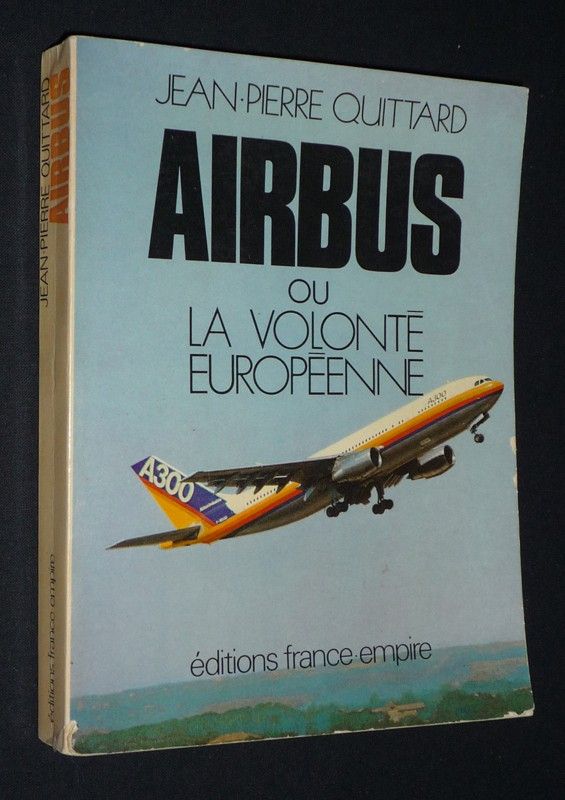 JEAN-PIERRE QUITTARD
AIRBUS
OU
LA VOLONTÉ
EUROPÉENNE
A300
A300
éditions france-empire
JEAN-PIERRE QUITTARD
AIRBUS
éditions france empire